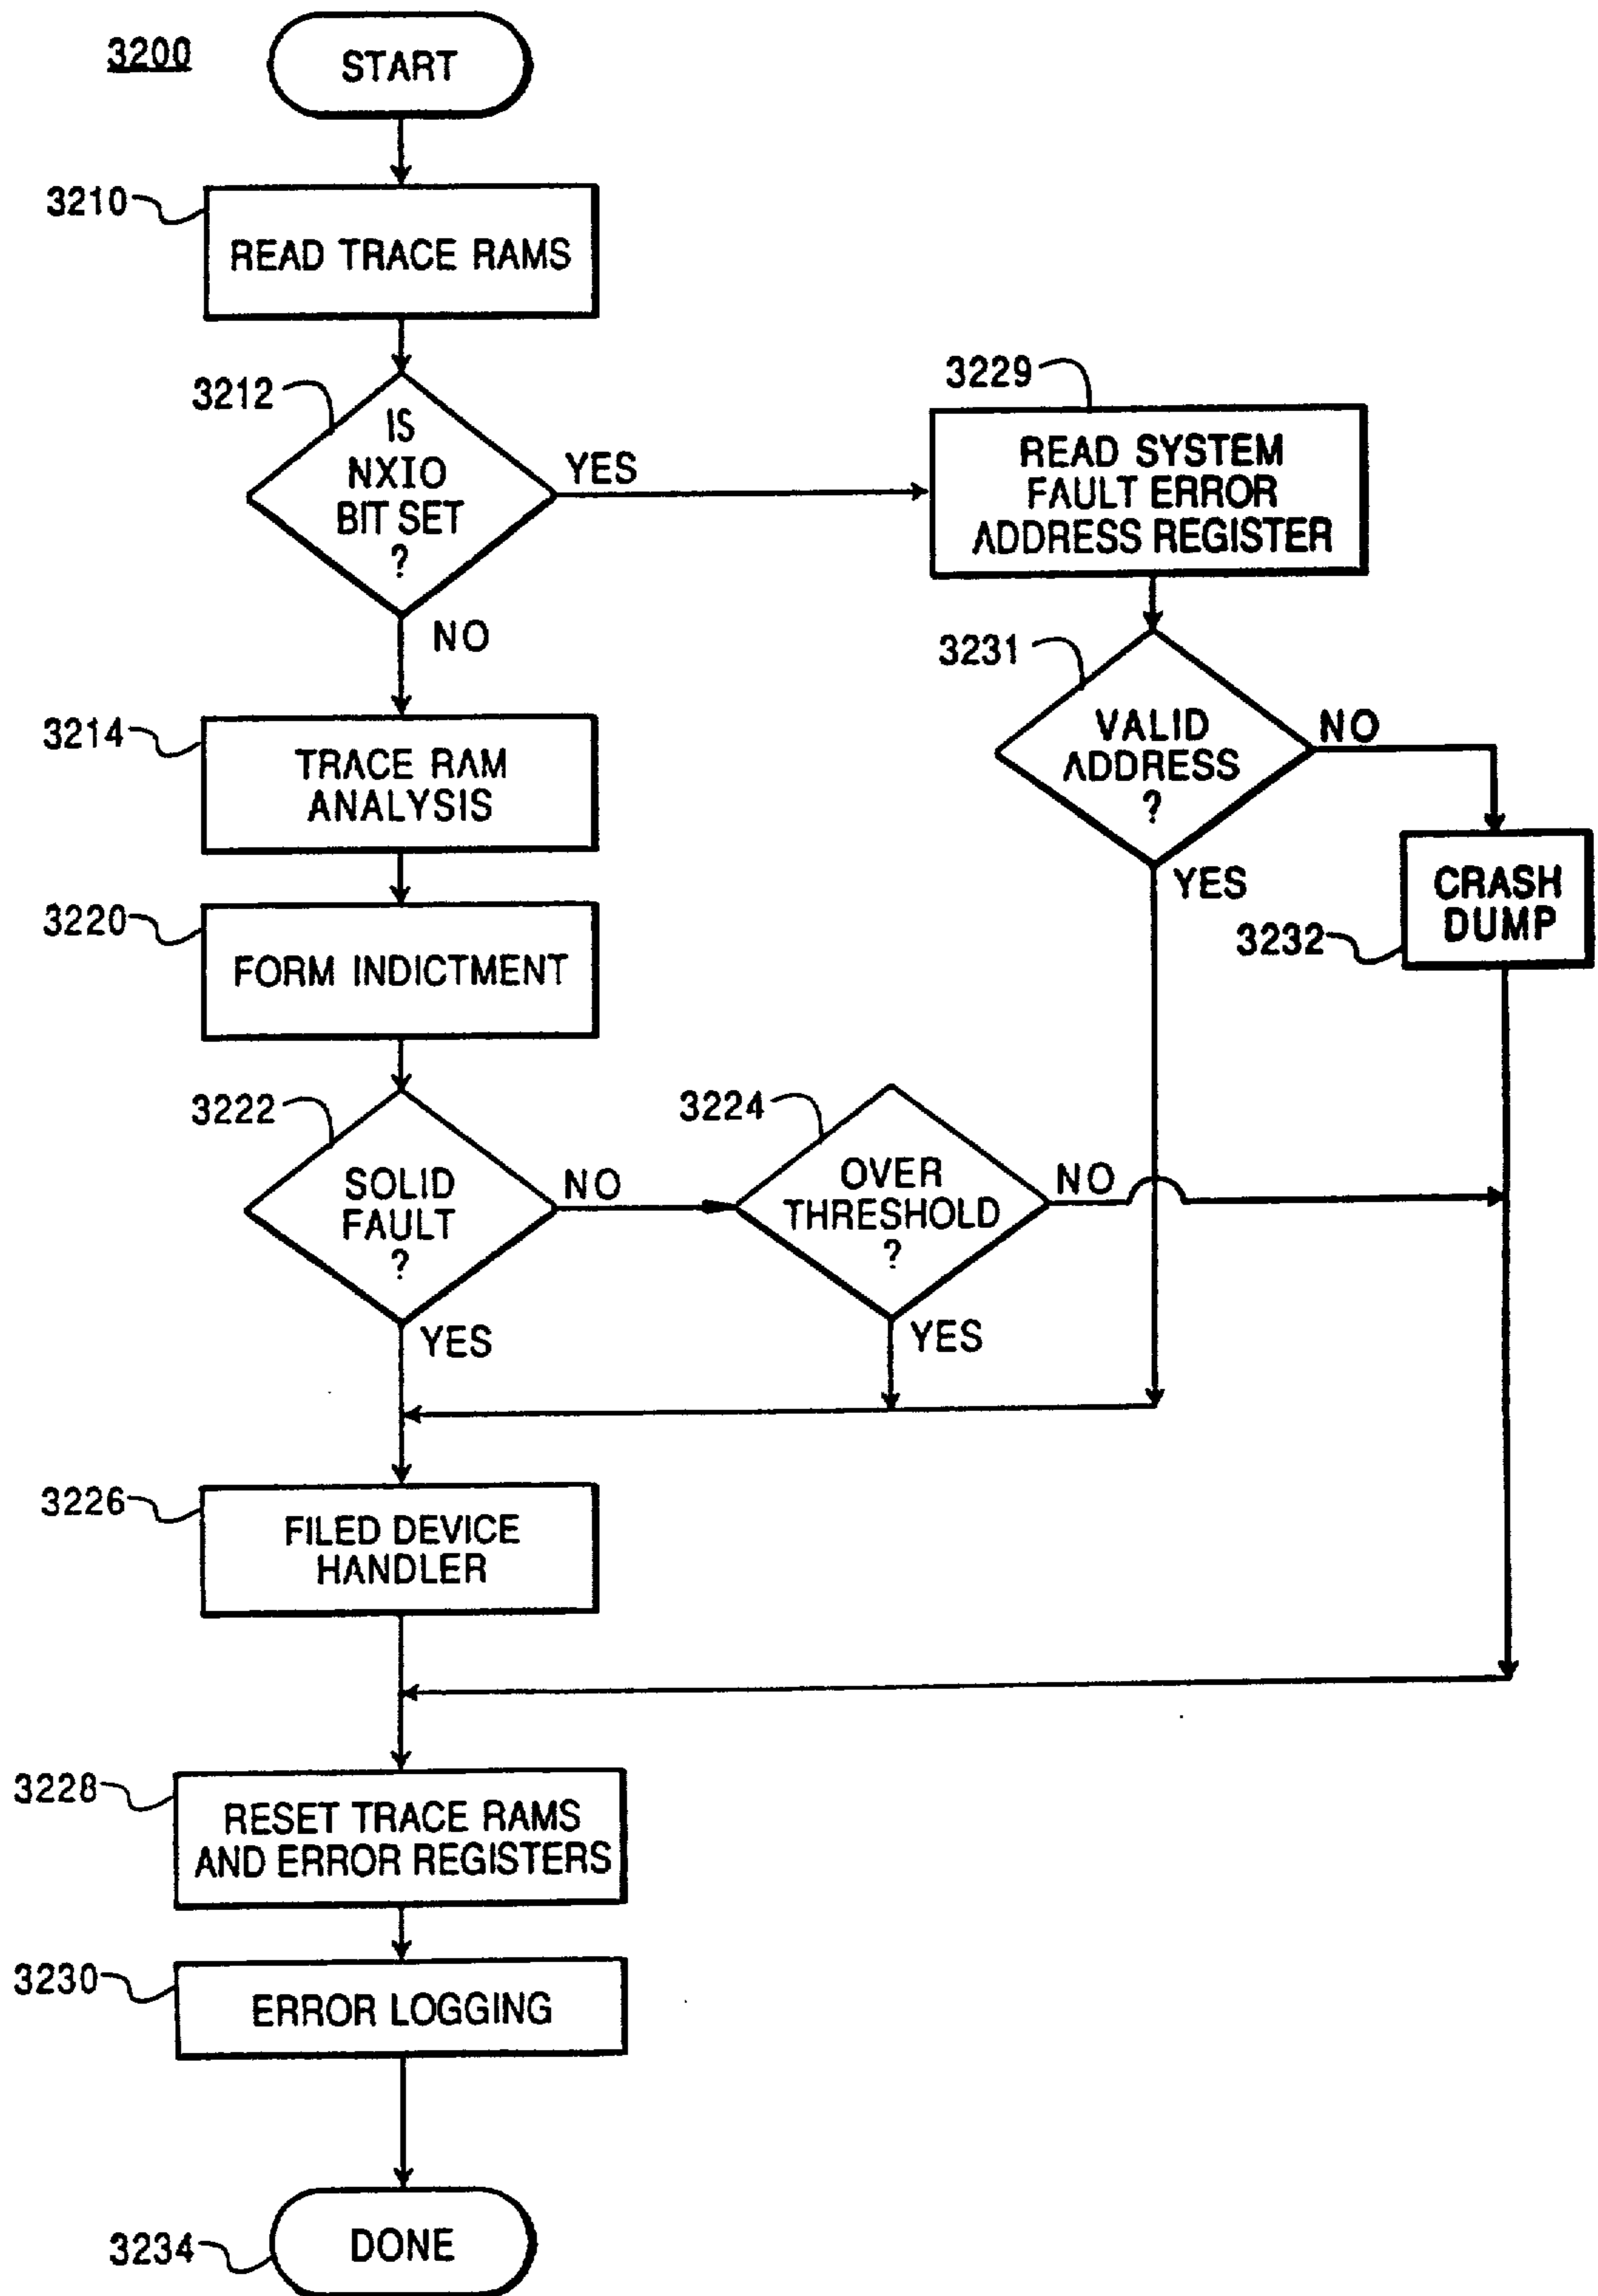 3200
START
3210
READ TRACE RAMS
3212
IS
NXIO
BIT SET
?
YES
NO
3229
READ SYSTEM
FAULT ERROR
ADDRESS REGISTER
3231
VALID
ADDRESS
?
NO
YES
3232
CRASH
DUMP
3214
TRACE RAM
ANALYSIS
3220
FORM INDICTMENT
3222
SOLID
FAULT
?
NO
YES
3224
OVER
THRESHOLD
?
NO
YES
3226
FILED DEVICE
HANDLER
3228
RESET TRACE RAMS
AND ERROR REGISTERS
3230
ERROR LOGGING
3234
DONE